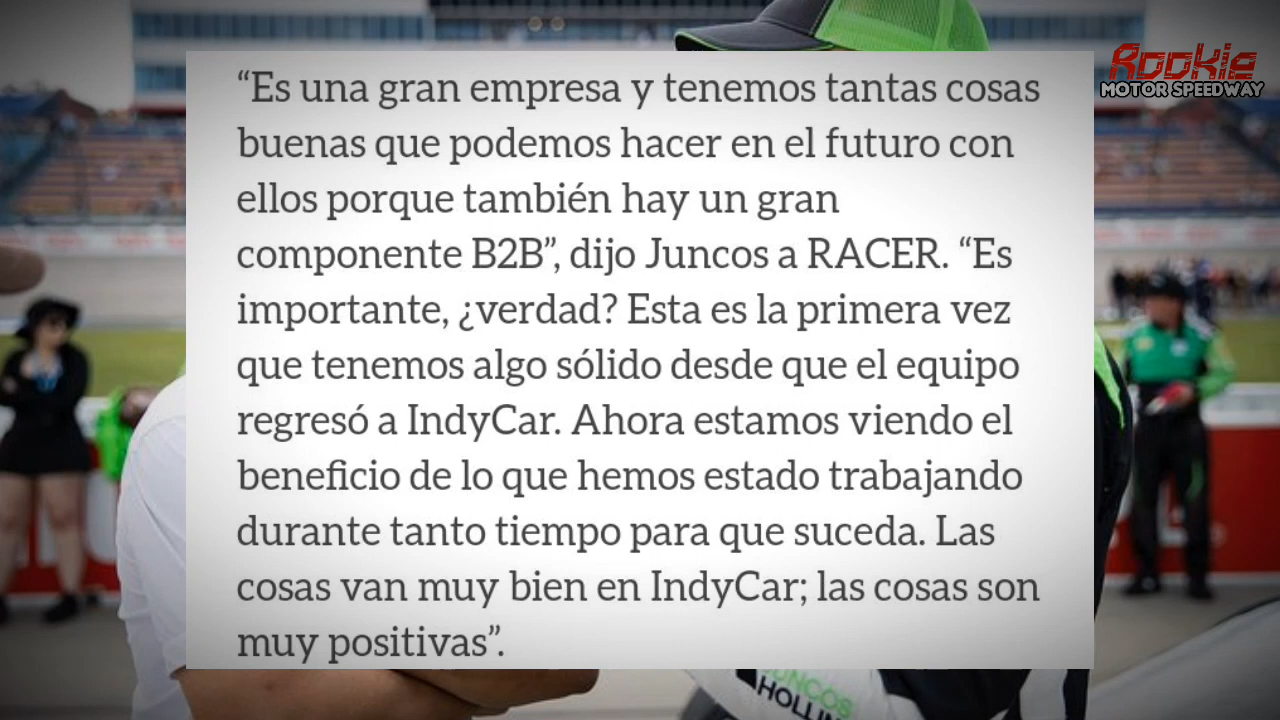 Rookie
MOTOR SPEEDWAY
“Es una gran empresa y tenemos tantas cosas
buenas que podemos hacer en el futuro con
ellos porque también hay un gran
componente B2B”, dijo Juncos a RACER. “Es
importante, ¿verdad? Esta es la primera vez
que tenemos algo sólido desde que el equipo
regresó a IndyCar. Ahora estamos viendo el
beneficio de lo que hemos estado trabajando
durante tanto tiempo para que suceda. Las
cosas van muy bien en IndyCar; las cosas son
muy positivas”.